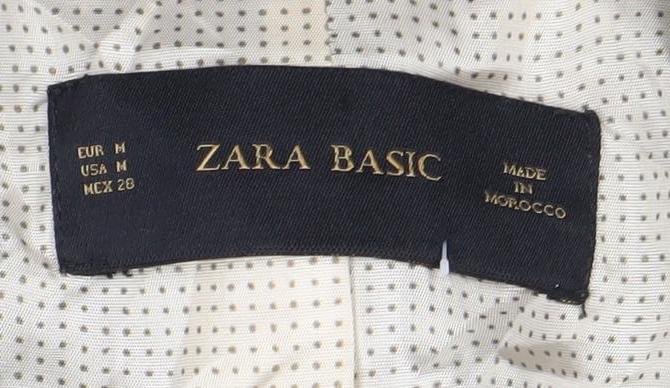 EUR M
USA M
MEX 28
ZARA BASIC
MADE
IN
MOROCCO